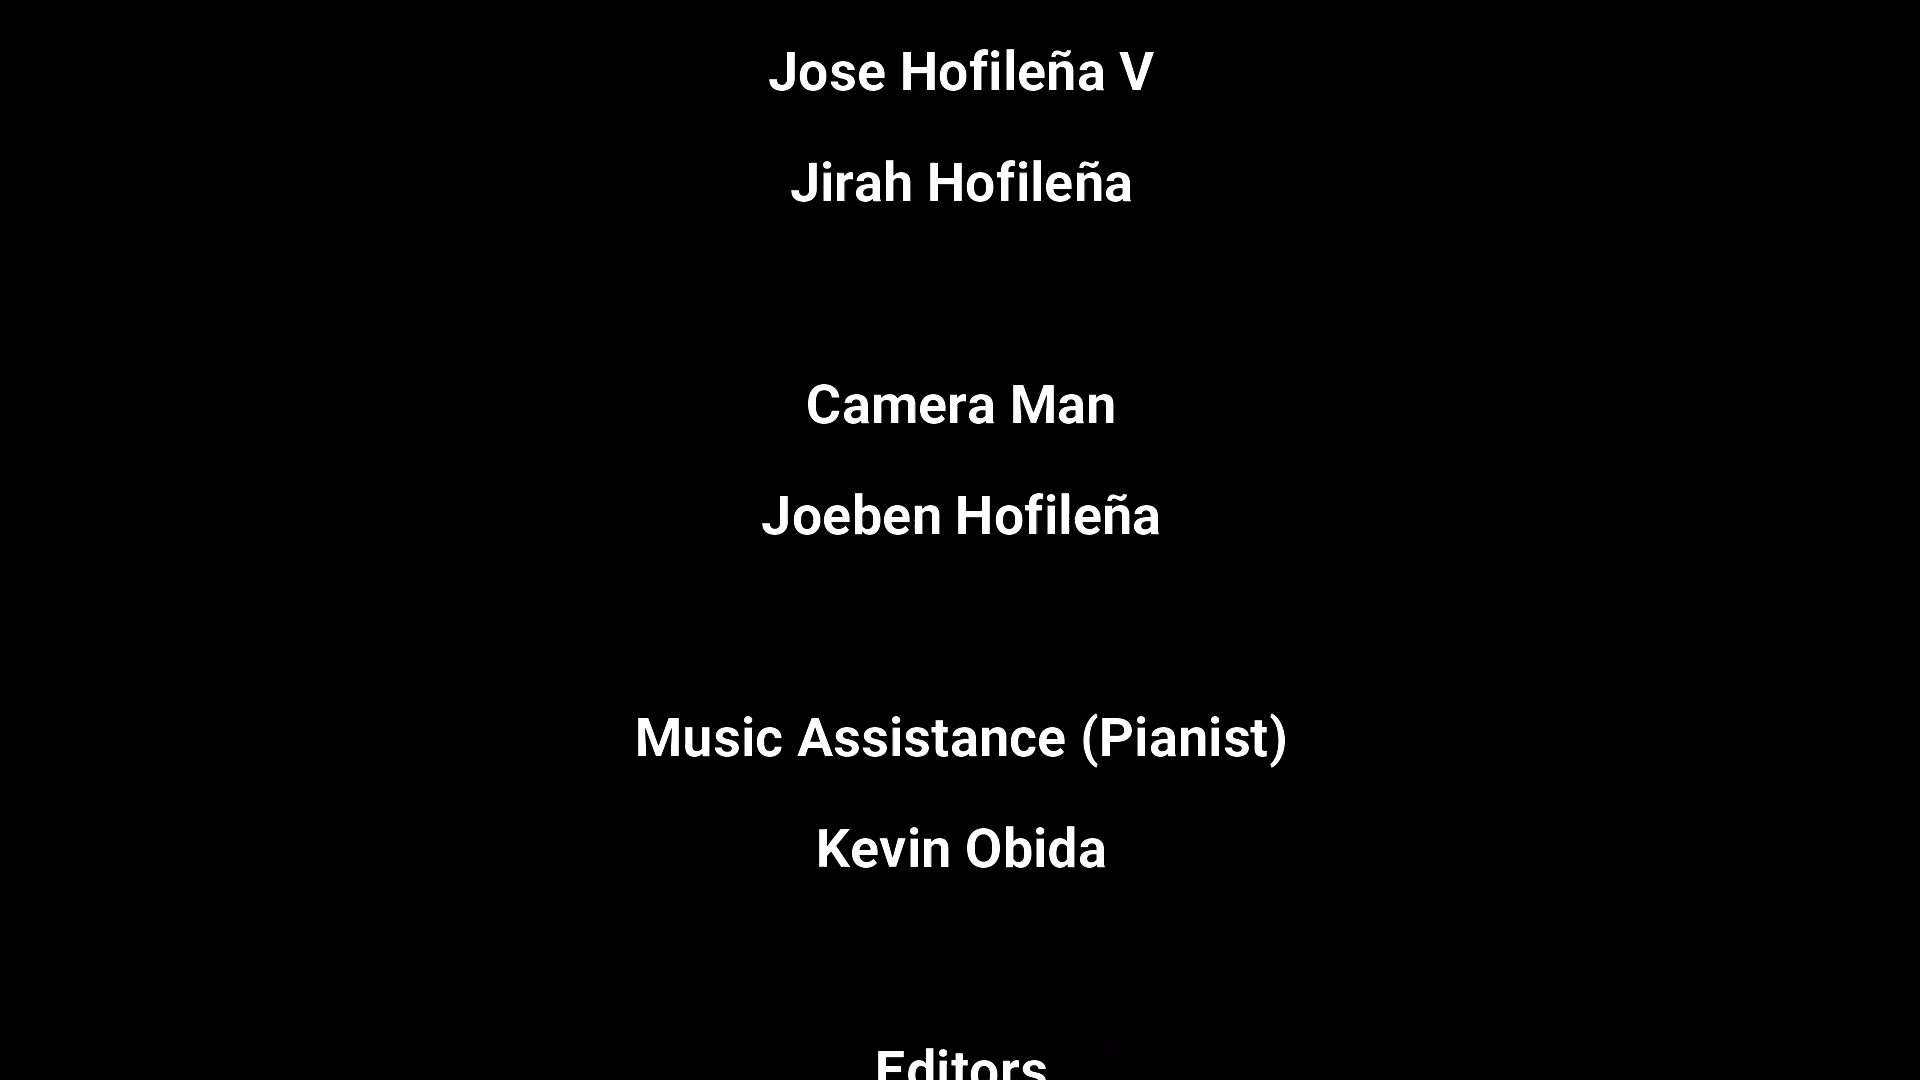 Jose Hofileña V
Jirah Hofileña
Camera Man
Joeben Hofileña
Music Assistance (Pianist)
Kevin Obida
Editors